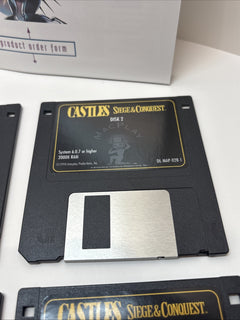 product order form
CASTLES SIEGE & CONQUEST
DISK 2
MACPLAY
System 6.0.7 or higher
2000K RAM
CASTLES SIEGE & CONQUEST